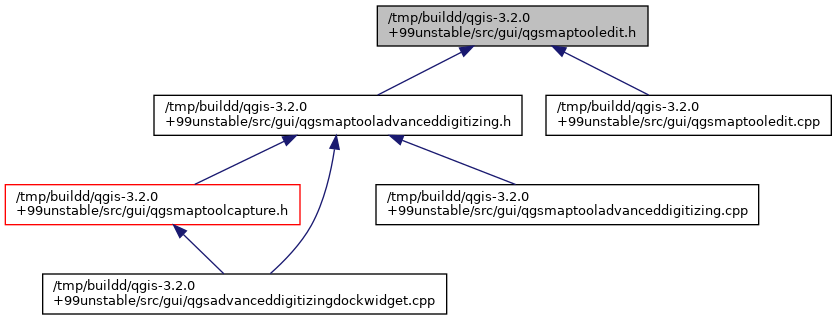 /tmp/buildd/qgis-3.2.0
+99unstable/src/gui/qgsmaptooledit.h
/tmp/buildd/qgis-3.2.0
+99unstable/src/gui/qgsmaptooladvanceddigitizing.h
/tmp/buildd/qgis-3.2.0
+99unstable/src/gui/qgsmaptooledit.cpp
/tmp/buildd/qgis-3.2.0
+99unstable/src/gui/qgsmaptoolcapture.h
/tmp/buildd/qgis-3.2.0
+99unstable/src/gui/qgsmaptooladvanceddigitizing.cpp
/tmp/buildd/qgis-3.2.0
+99unstable/src/gui/qgsadvanceddigitizingdockwidget.cpp